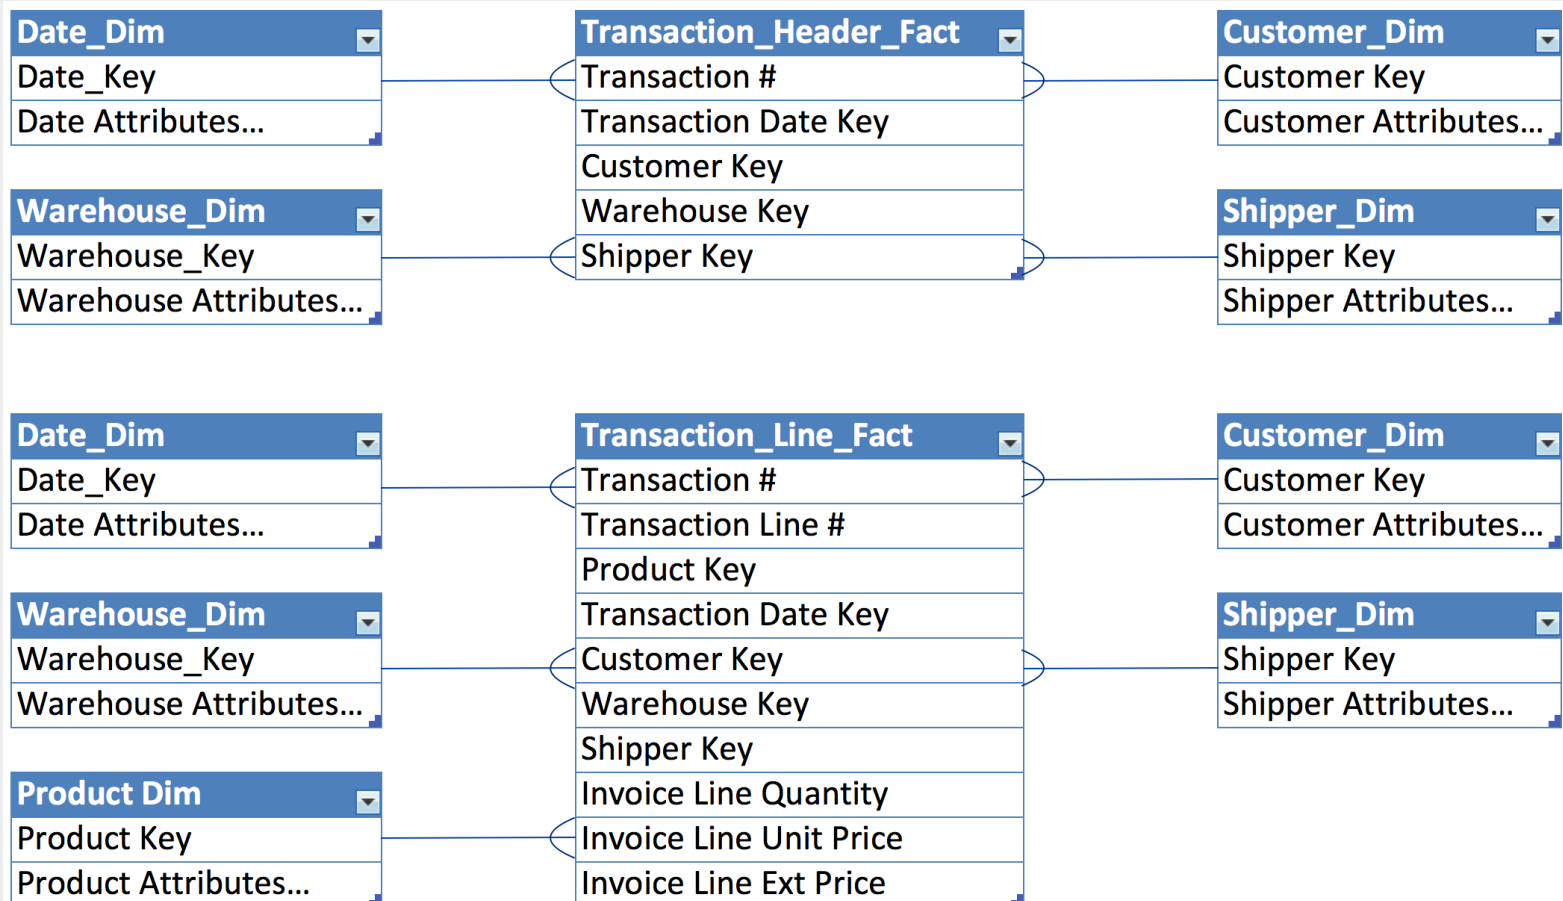 Date_Dim
Date_Key
Date Attributes...
Warehouse_Dim
Warehouse_Key
Warehouse Attributes...
Transaction_Header_Fact
Transaction #
Transaction Date Key
Customer Key
Warehouse Key
Shipper Key
Customer_Dim
Customer Key
Customer Attributes...
Shipper_Dim
Shipper Key
Shipper Attributes...
Date_Dim
Date_Key
Date Attributes...
Warehouse_Dim
Warehouse_Key
Warehouse Attributes...
Product Dim
Product Key
Product Attributes...
Transaction_Line_Fact
Transaction #
Transaction Line #
Product Key
Transaction Date Key
Customer Key
Warehouse Key
Shipper Key
Invoice Line Quantity
Invoice Line Unit Price
Invoice Line Ext Price
Customer_Dim
Customer Key
Customer Attributes...
Shipper_Dim
Shipper Key
Shipper Attributes...